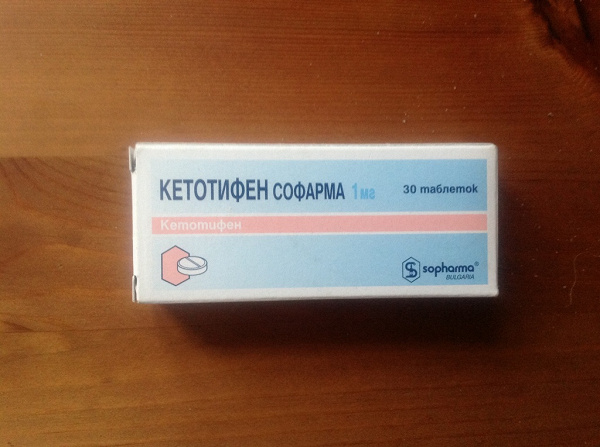 КЕТОТИФЕН СОФАРМА 1мг 30 таблеток
Кетотифен
sopharma®
BULGARIA